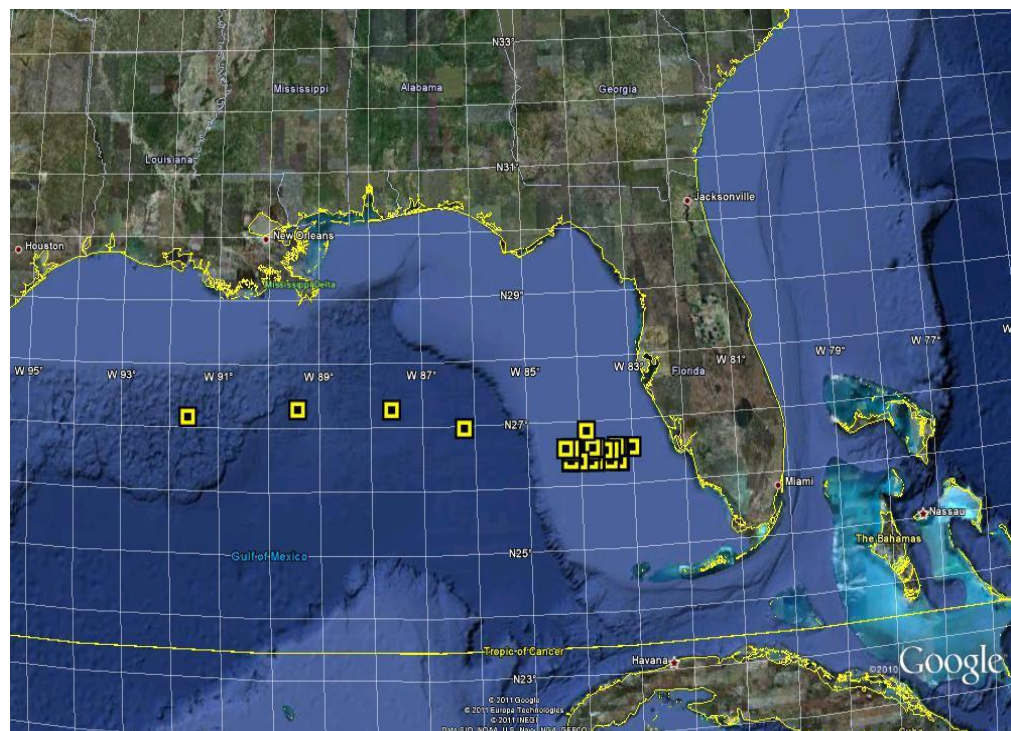 N33°
Mississippi
Alabama
Georgia
Louisiana
N31°
Jacksonville
New Orleans
Houston
Mississippi Delta
N29°
W 95°
W 93°
W 91°
W 89°
W 87°
W 85°
W 83°
Florida
W 81°
W 79°
W 77°
N27°
Miami
Nassau
The Bahamas
Gulf of Mexico
N25°
Tropic of Cancer
Havana
N23°
©2010 Google
© 2011 Google
© 2011 Europa Technologies
© 2011 INEGI